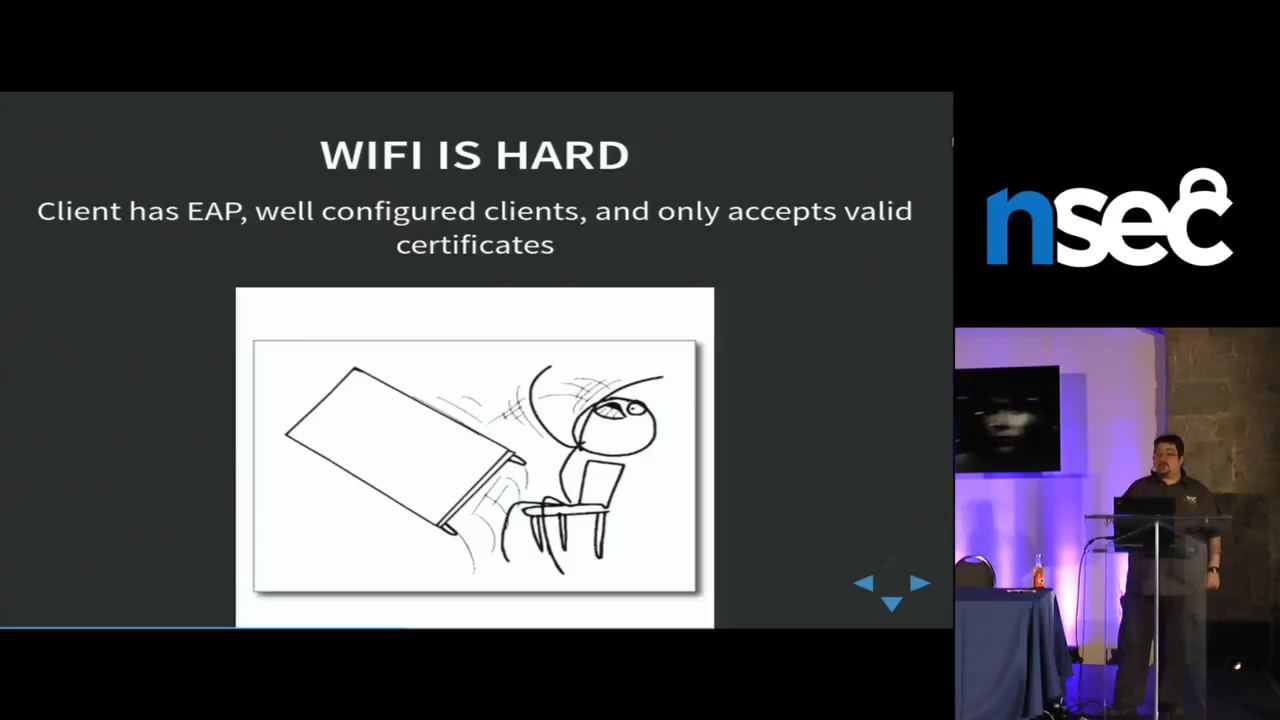 WIFI IS HARD
Client has EAP, well configured clients, and only accepts valid
certificates
nsec